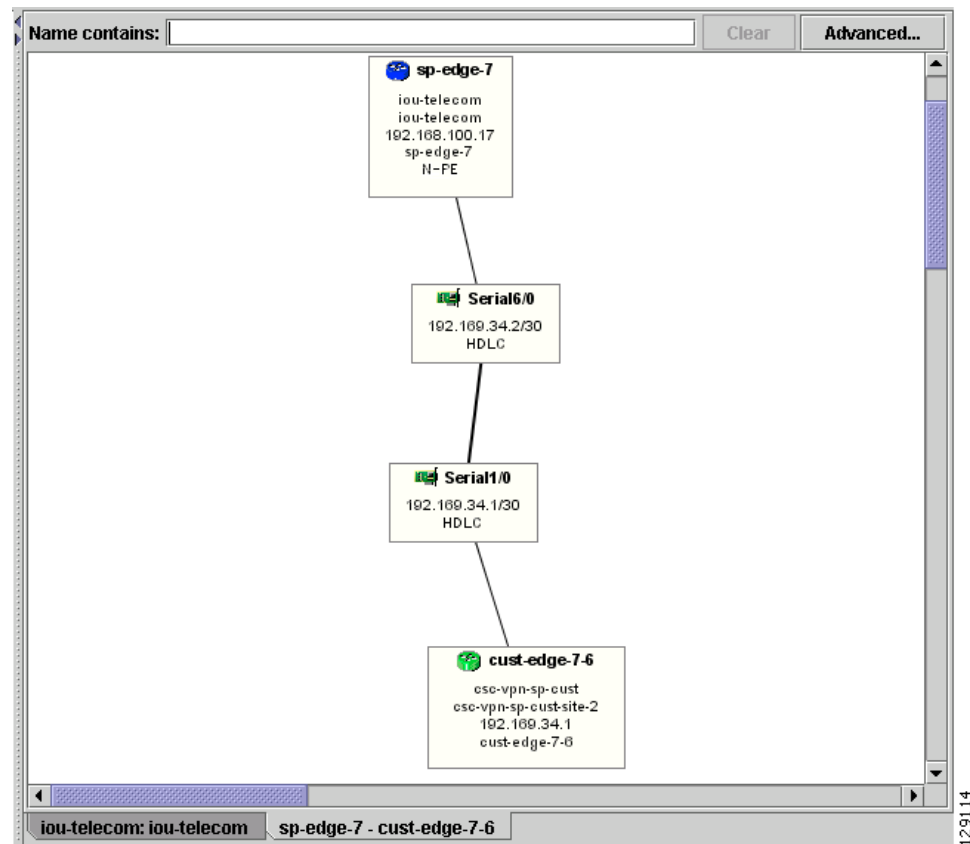 Name contains:
Clear
Advanced...
sp-edge-7
iou-telecom
iou-telecom
192.168.100.17
sp-edge-7
N-PE
Serial6/0
192.169.34.2/30
HDLC
Serial1/0
192.169.34.1/30
HDLC
cust-edge-7-6
csc-vpn-sp-cust
csc-vpn-sp-cust-site-2
192.169.34.1
cust-edge-7-6
iou-telecom: iou-telecom
sp-edge-7 - cust-edge-7-6
129114